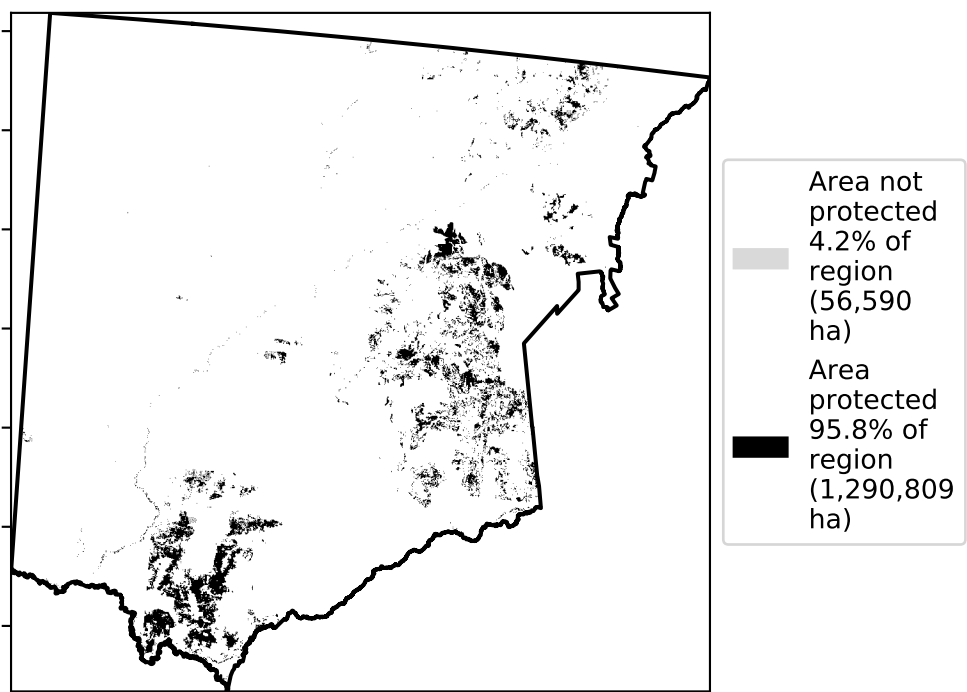 Area not
protected
4.2% of
region
(56,590
ha)
Area
protected
95.8% of
region
(1,290,809
ha)